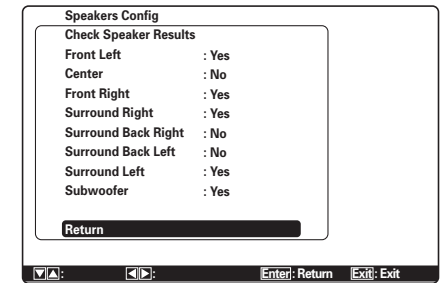 Speakers Config
Check Speaker Results
Front Left : Yes
Center : No
Front Right : Yes
Surround Right : Yes
Surround Back Right : No
Surround Back Left : No
Surround Left : Yes
Subwoofer : Yes
Return
▼▲: ◀▶: Enter: Return Exit: Exit